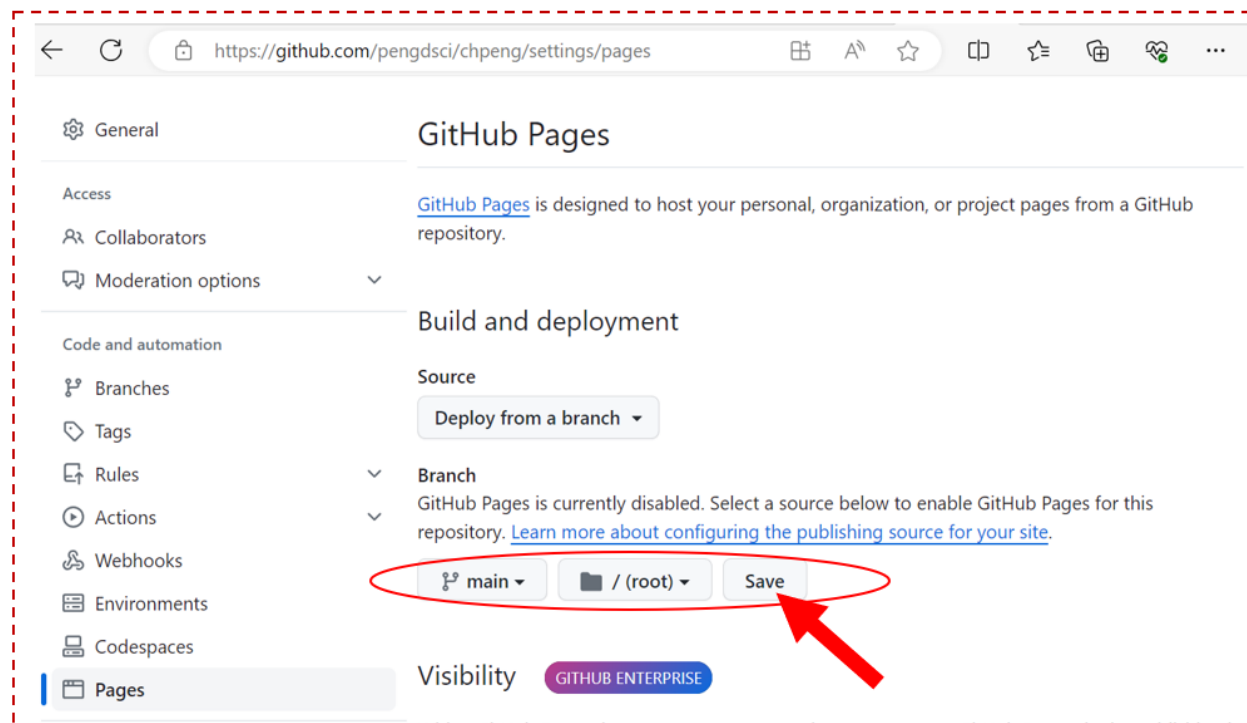 https://github.com/pengdsci/chpeng/settings/pages
General
Access
Collaborators
Moderation options
Code and automation
Branches
Tags
Rules
Actions
Webhooks
Environments
Codespaces
Pages
GitHub Pages
GitHub Pages is designed to host your personal, organization, or project pages from a GitHub
repository.
Build and deployment
Source
Deploy from a branch
Branch
GitHub Pages is currently disabled. Select a source below to enable GitHub Pages for this
repository. Learn more about configuring the publishing source for your site.
main / (root) Save
Visibility GITHUB ENTERPRISE